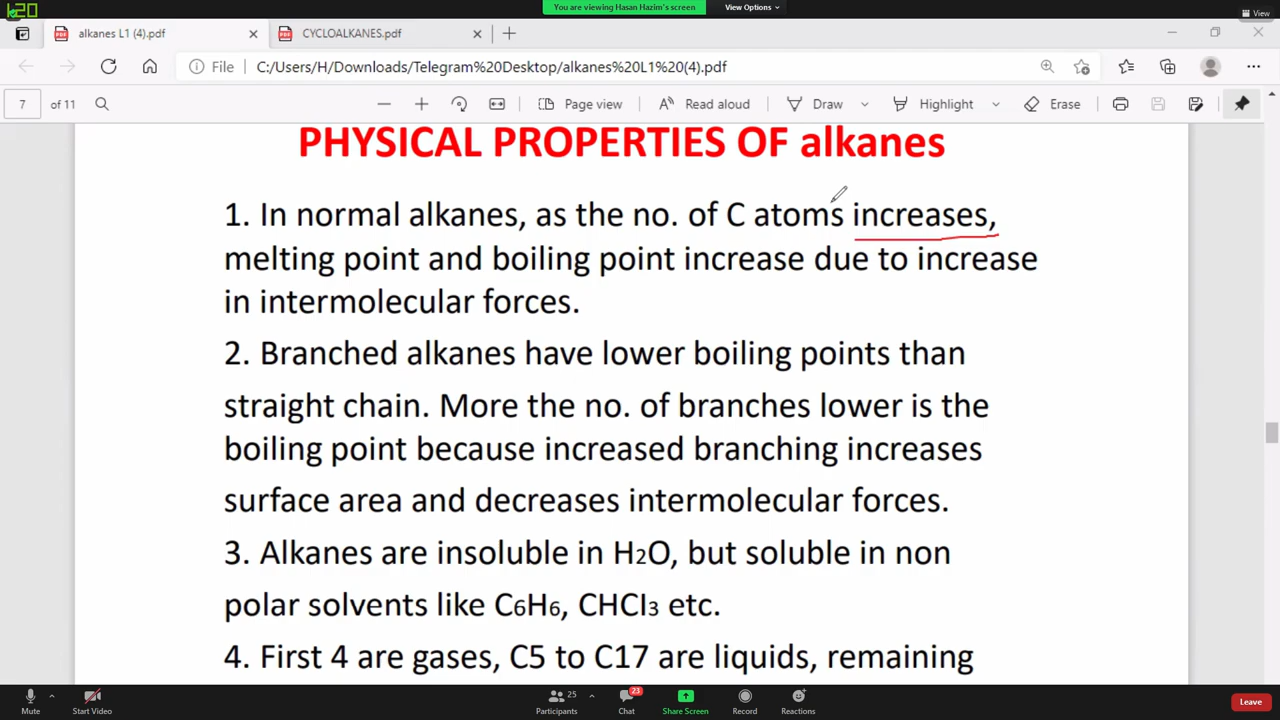 K20
You are viewing Hasan Hazim's screen
View Options
View
alkanes L1 (4).pdf
CYCLOALKANES.pdf
File
C:/Users/H/Downloads/Telegram%20Desktop/alkanes%20L1%20(4).pdf
7 of 11
Page view
Read aloud
Draw
Highlight
Erase
PHYSICAL PROPERTIES OF alkanes
1. In normal alkanes, as the no. of C atoms increases,
melting point and boiling point increase due to increase
in intermolecular forces.
2. Branched alkanes have lower boiling points than
straight chain. More the no. of branches lower is the
boiling point because increased branching increases
surface area and decreases intermolecular forces.
3. Alkanes are insoluble in H2O, but soluble in non
polar solvents like C6H6, CHCI3 etc.
4. First 4 are gases, C5 to C17 are liquids, remaining
Mute
Start Video
25
Participants
23
Chat
Share Screen
Record
Reactions
Leave